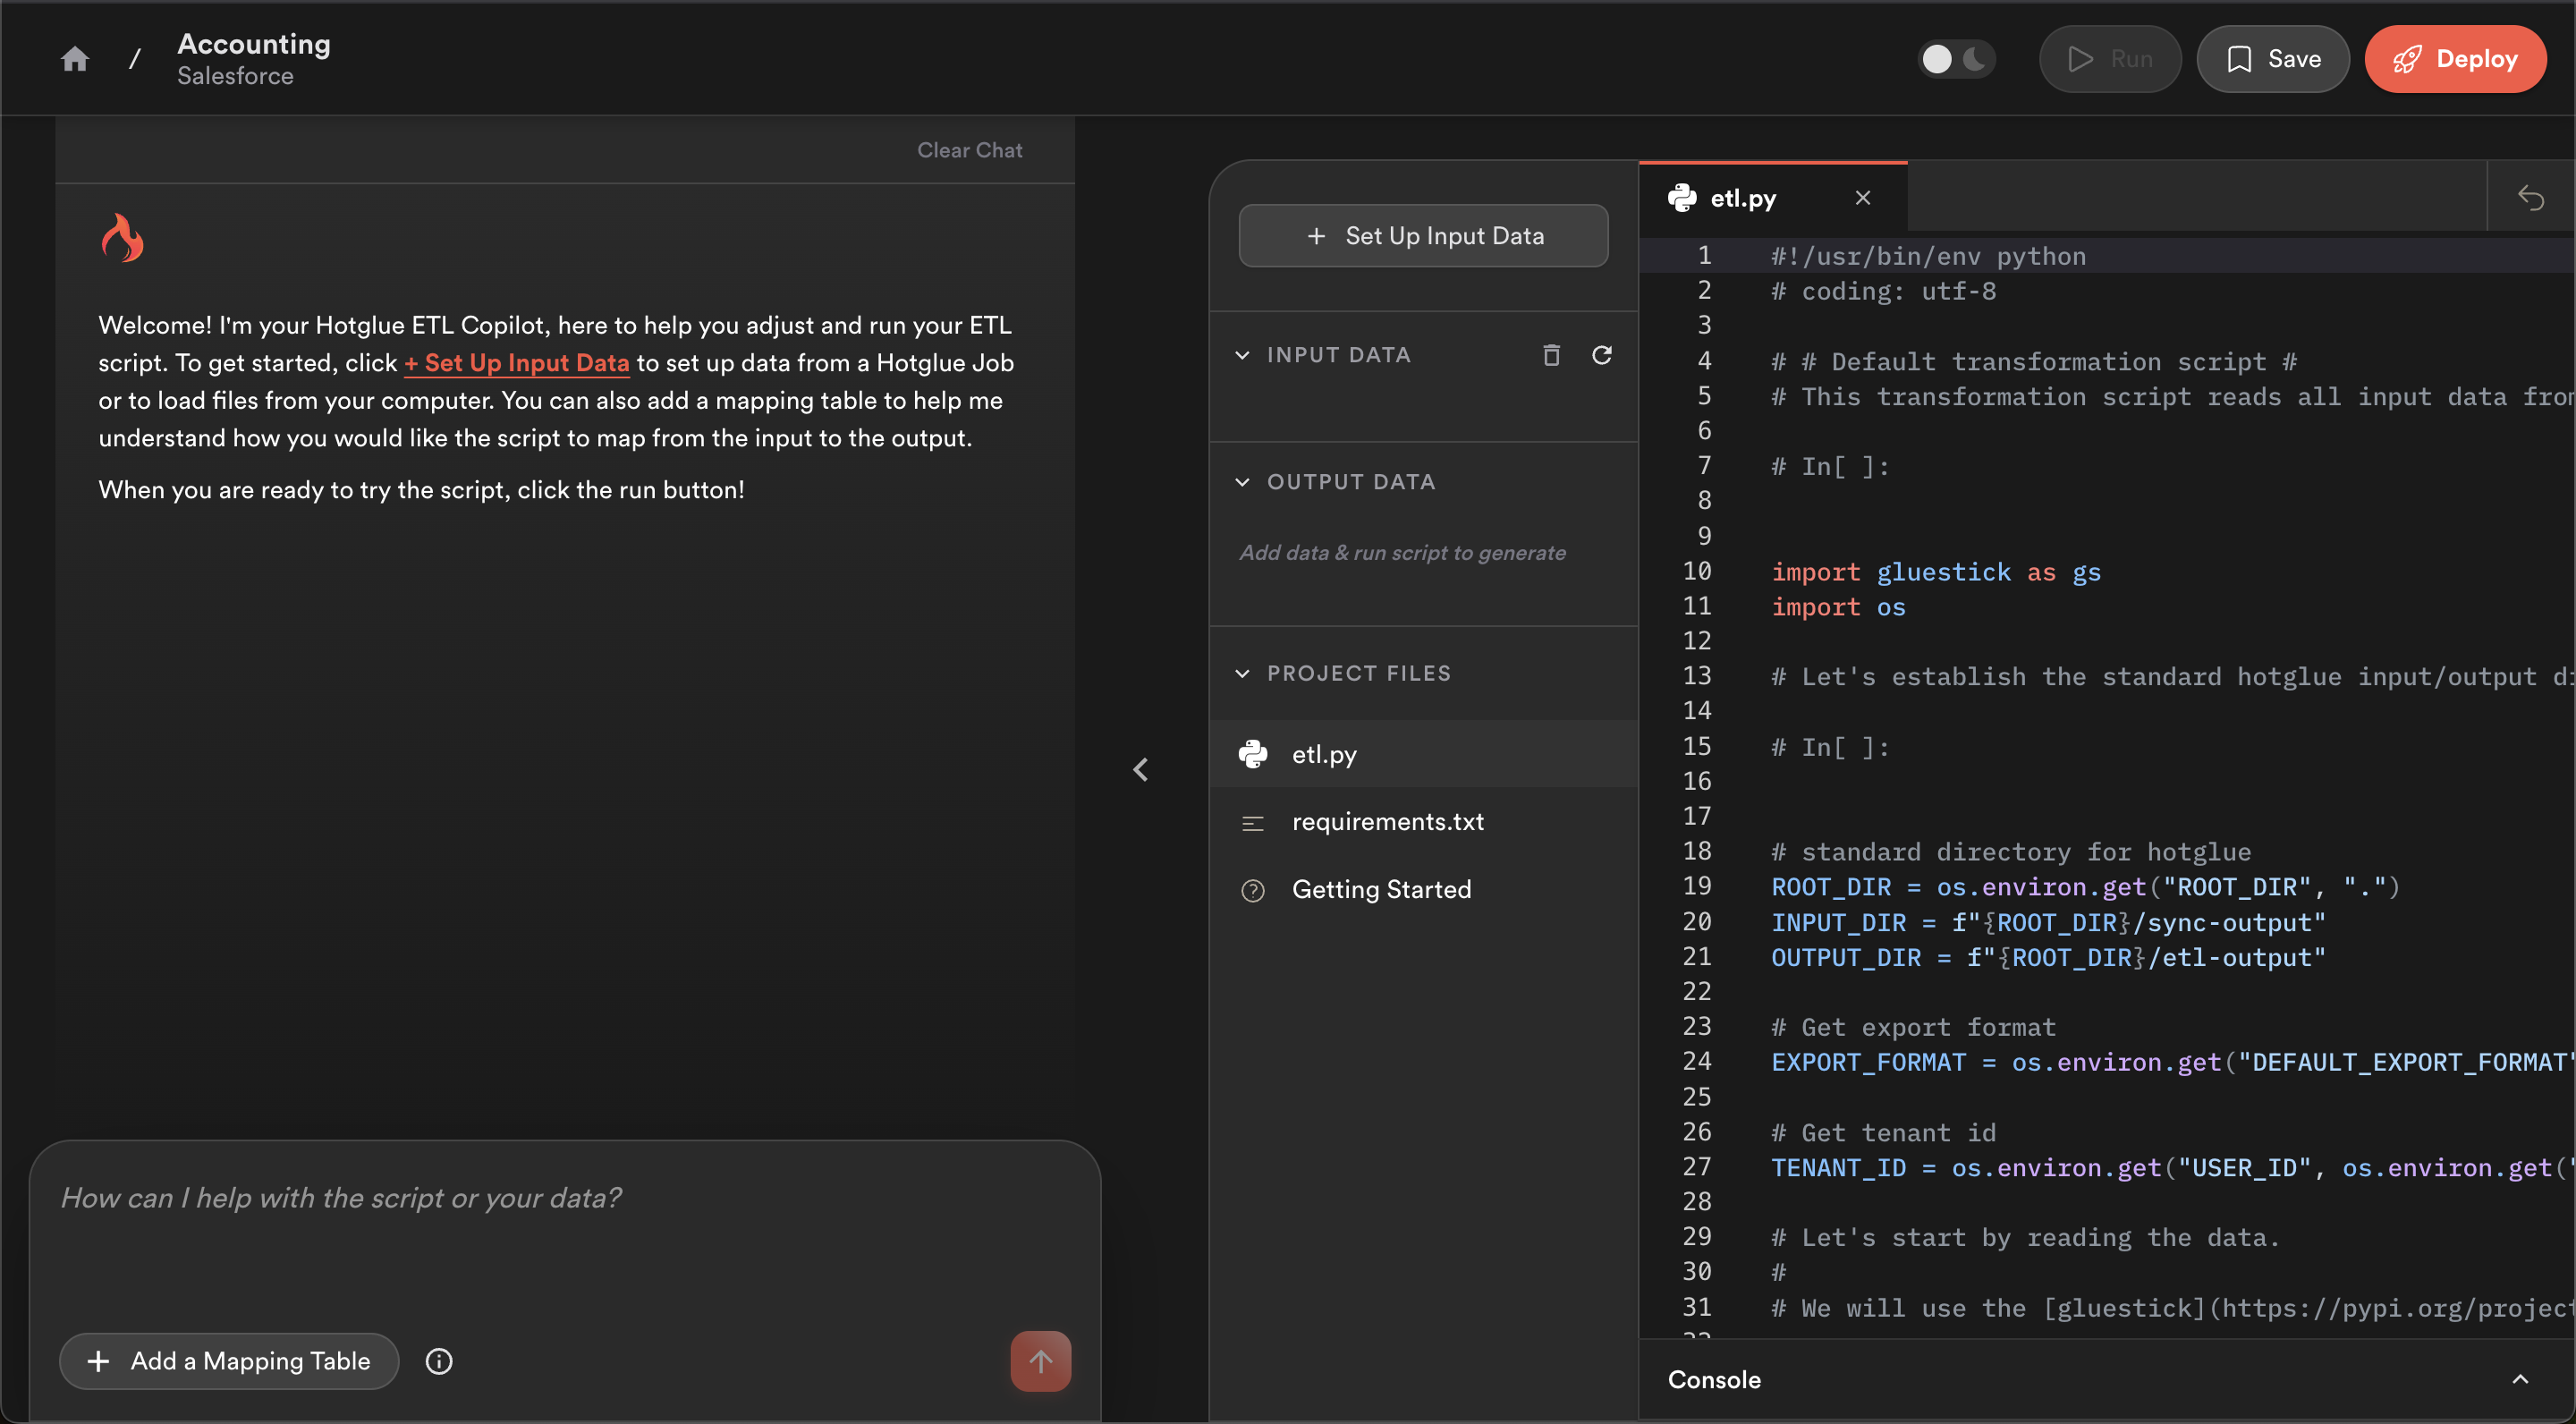 Accounting
Salesforce
/
Run
Save
Deploy
Clear Chat
Welcome! I'm your Hotglue ETL Copilot, here to help you adjust and run your ETL
script. To get started, click + Set Up Input Data to set up data from a Hotglue Job
or to load files from your computer. You can also add a mapping table to help me
understand how you would like the script to map from the input to the output.
When you are ready to try the script, click the run button!
How can I help with the script or your data?
+ Add a Mapping Table
+ Set Up Input Data
INPUT DATA
OUTPUT DATA
Add data & run script to generate
PROJECT FILES
etl.py
requirements.txt
Getting Started
etl.py
1 #!/usr/bin/env python
2 # coding: utf-8
3
4 # # Default transformation script #
5 # This transformation script reads all input data from
6
7 # In[ ]:
8
9
10 import gluestick as gs
11 import os
12
13 # Let's establish the standard hotglue input/output di
14
15 # In[ ]:
16
17
18 # standard directory for hotglue
19 ROOT_DIR = os.environ.get("ROOT_DIR", ".")
20 INPUT_DIR = f"{ROOT_DIR}/sync-output"
21 OUTPUT_DIR = f"{ROOT_DIR}/etl-output"
22
23 # Get export format
24 EXPORT_FORMAT = os.environ.get("DEFAULT_EXPORT_FORMAT"
25
26 # Get tenant id
27 TENANT_ID = os.environ.get("USER_ID", os.environ.get("
28
29 # Let's start by reading the data.
30 #
31 # We will use the [gluestick](https://pypi.org/project
Console